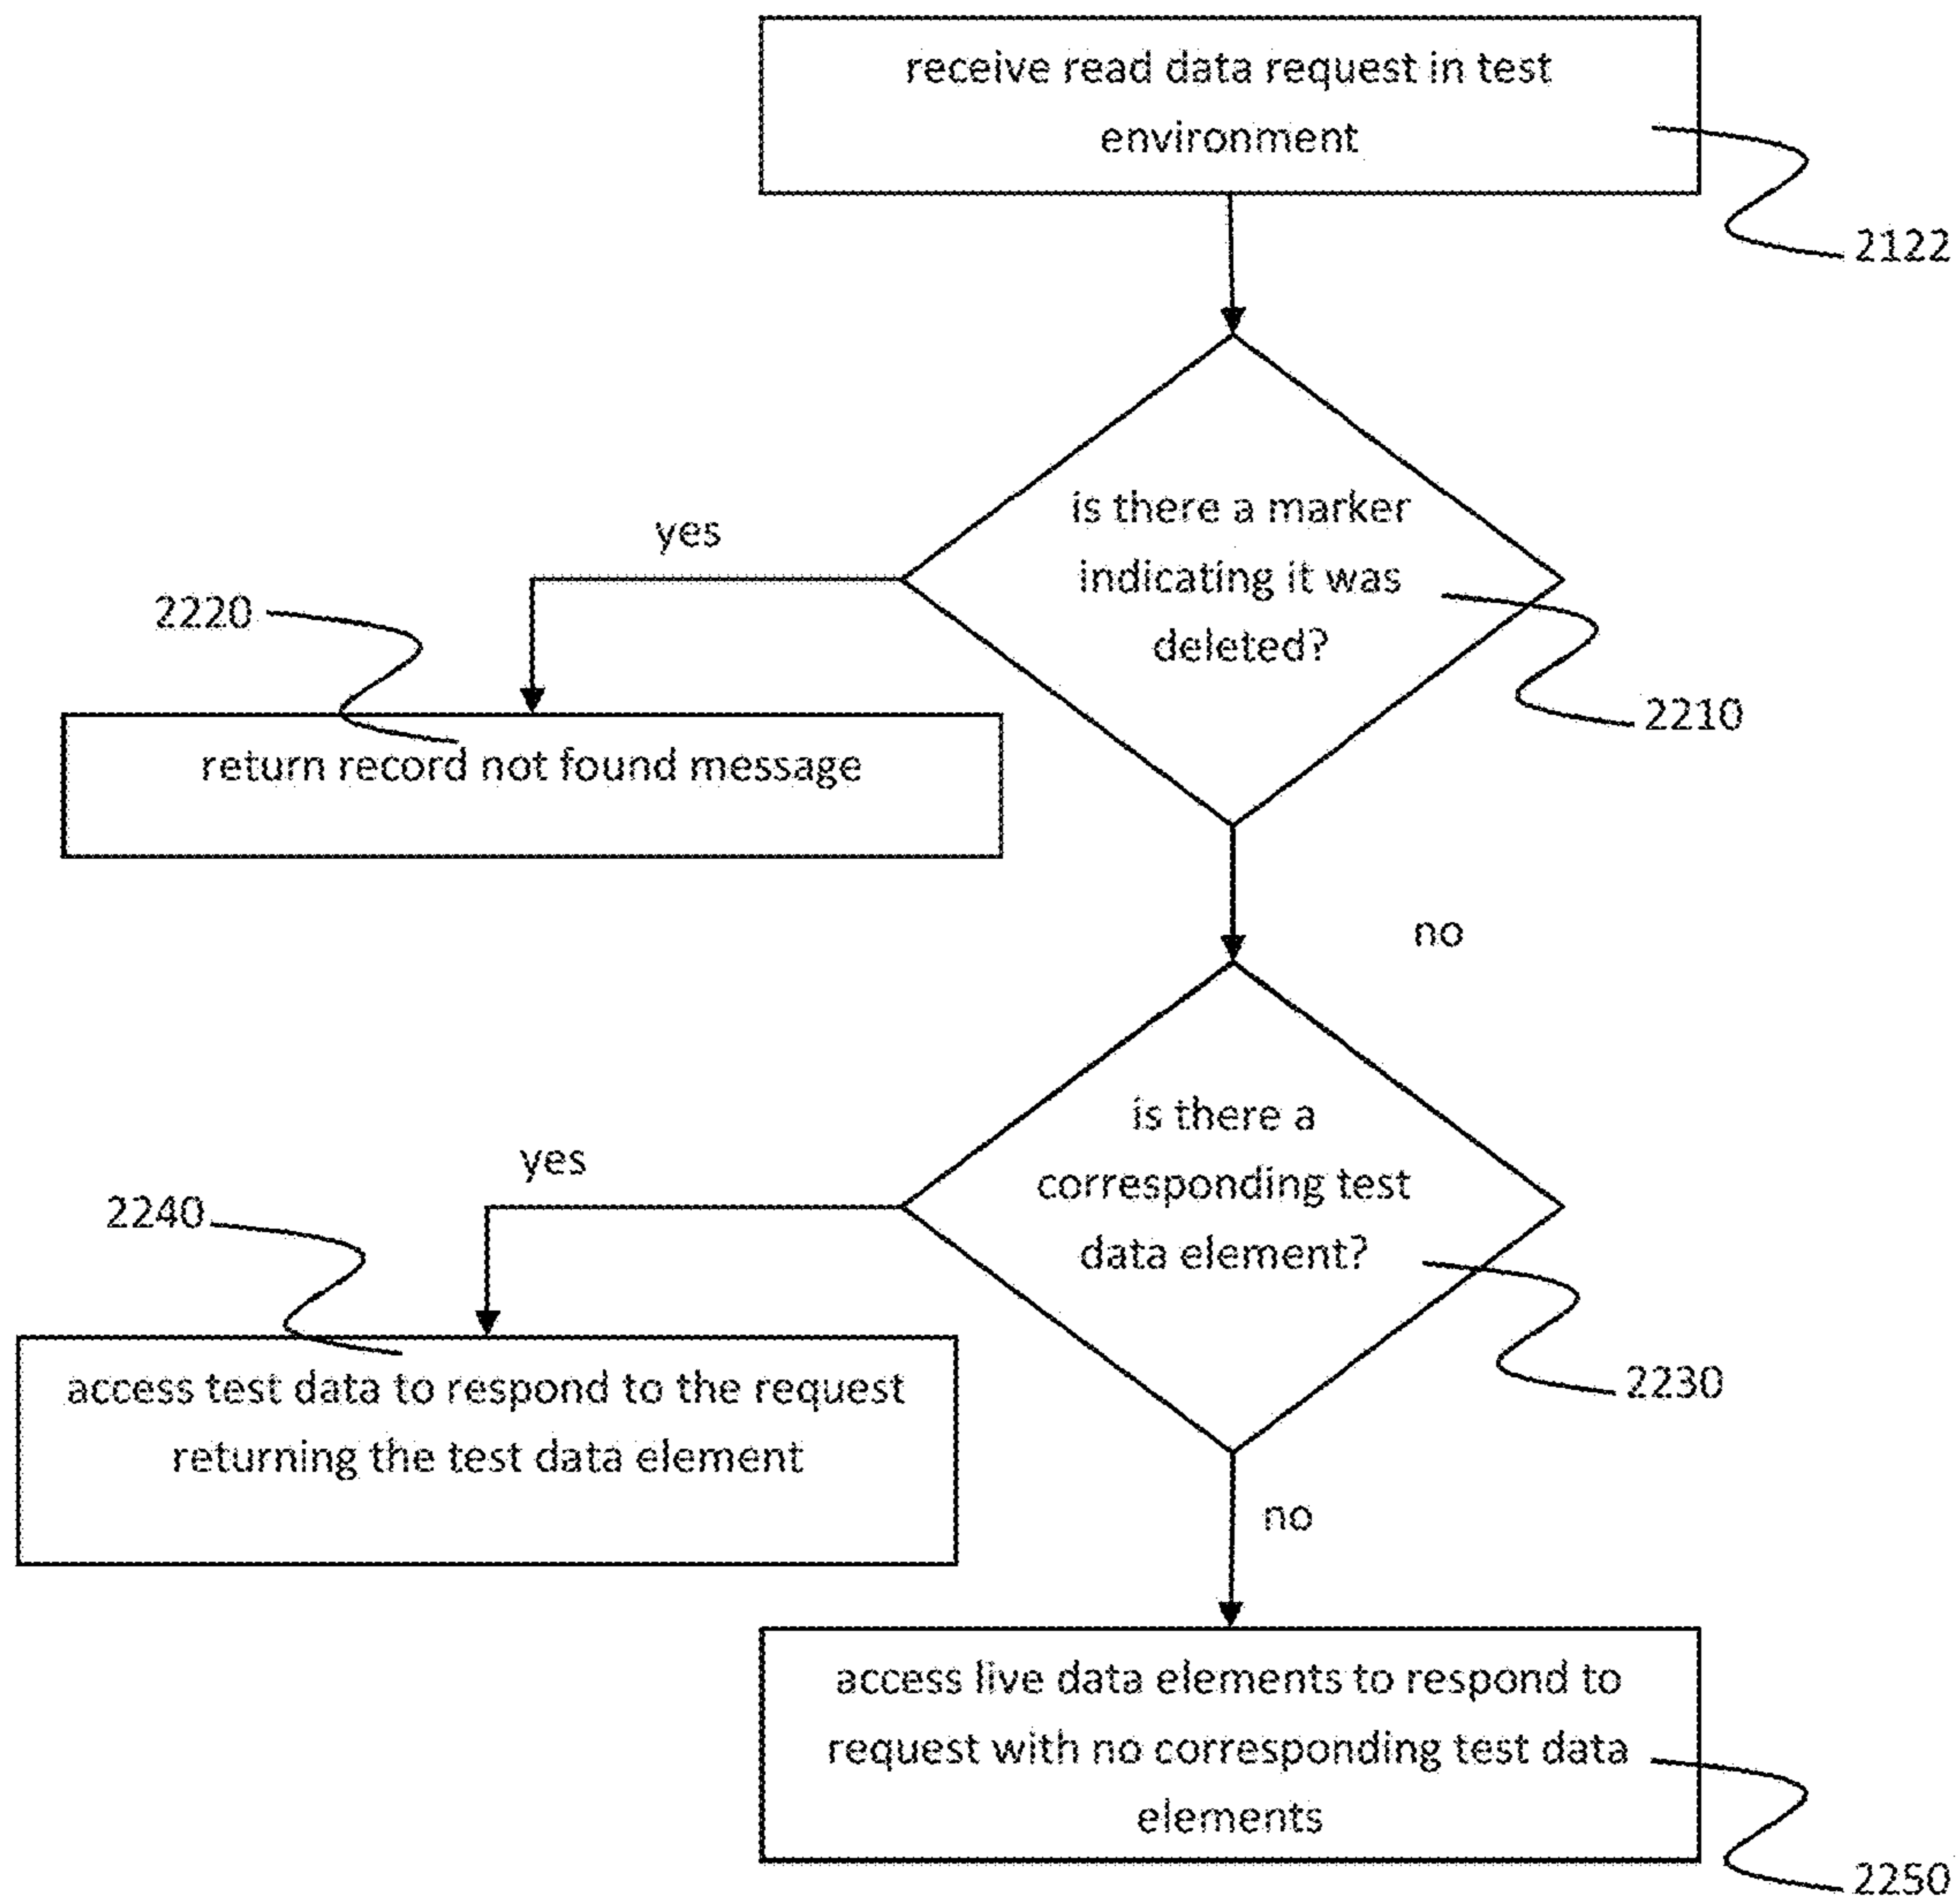 receive read data request in test
environment
2122
is there a marker
indicating it was
deleted?
2210
yes
2220
return record not found message
no
is there a
corresponding test
data element?
2230
yes
2240
access test data to respond to the request
returning the test data element
no
access live data elements to respond to
request with no corresponding test data
elements
2250